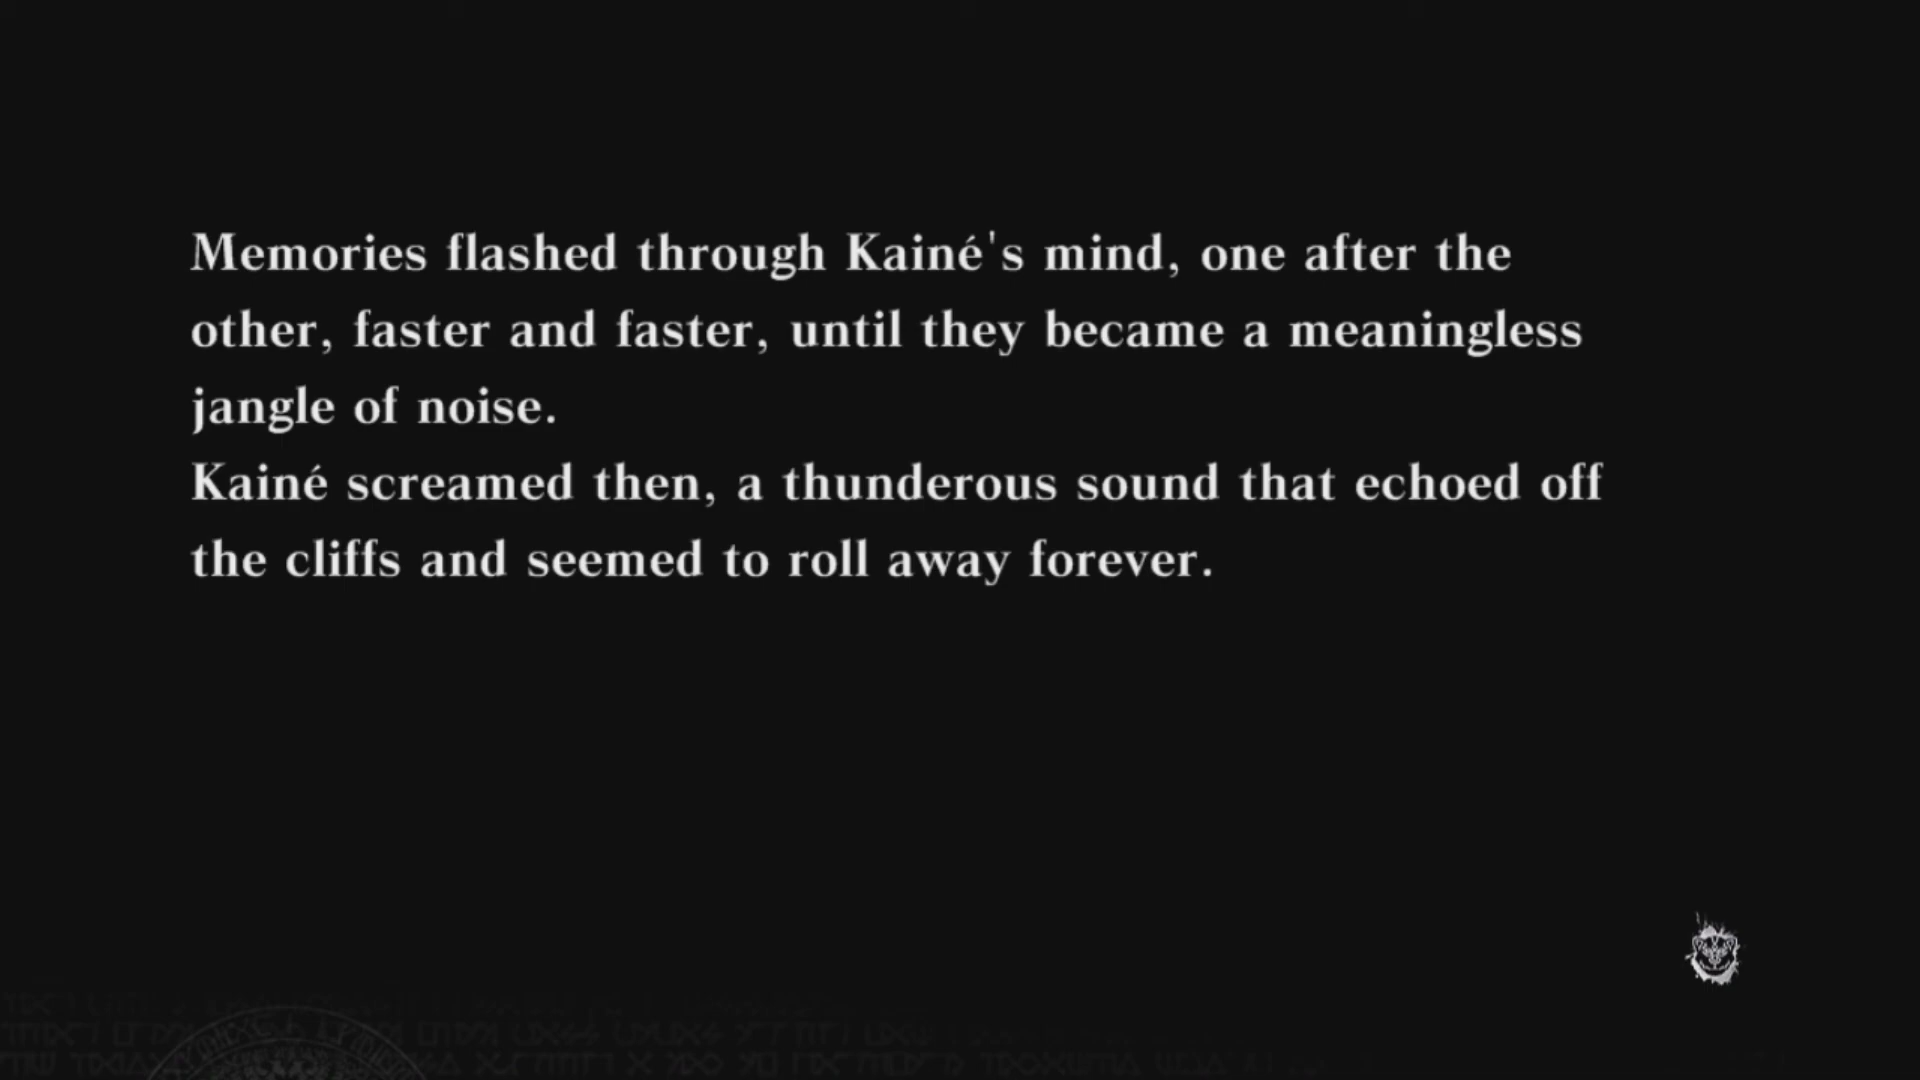 Memories flashed through Kainé's mind, one after the
other, faster and faster, until they became a meaningless
jangle of noise.
Kainé screamed then, a thunderous sound that echoed off
the cliffs and seemed to roll away forever.